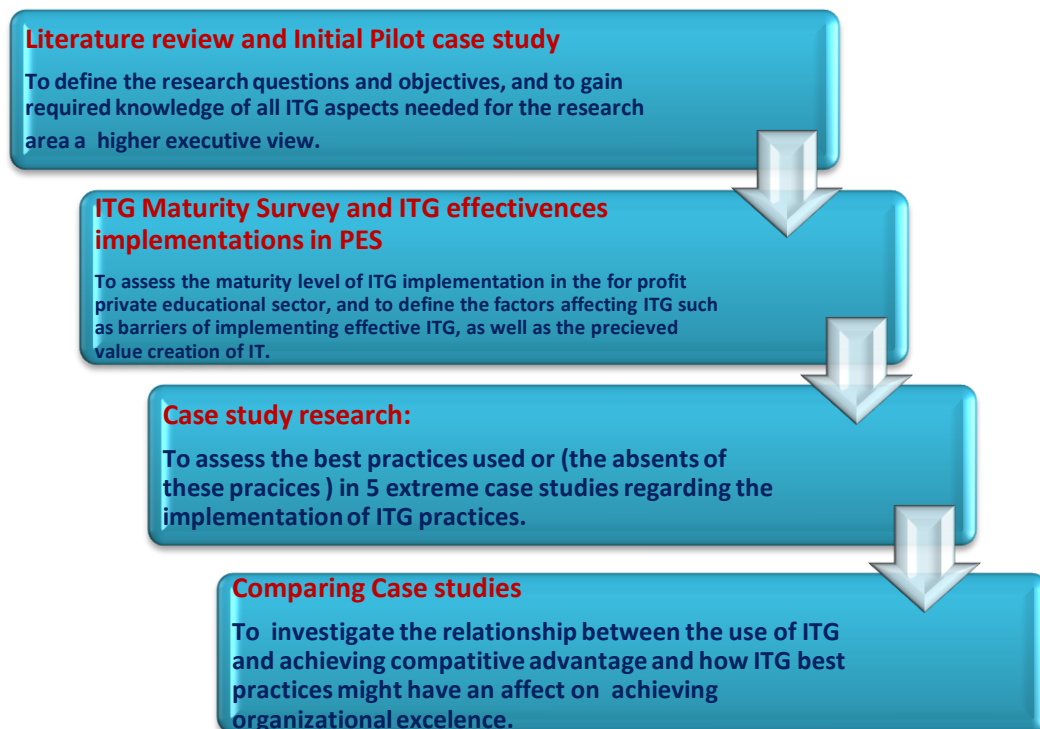 Literature review and Initial Pilot case study
To define the research questions and objectives, and to gain
required knowledge of all ITG aspects needed for the research
area a higher executive view.
ITG Maturity Survey and ITG effectivences
implementations in PES
To assess the maturity level of ITG implementation in the for profit
private educational sector, and to define the factors affecting ITG such
as barriers of implementing effective ITG, as well as the precieved
value creation of IT.
Case study research:
To assess the best practices used or (the absents of
these pracices ) in 5 extreme case studies regarding the
implementation of ITG practices.
Comparing Case studies
To investigate the relationship between the use of ITG
and achieving compatitive advantage and how ITG best
practices might have an affect on achieving
organizational excelence.